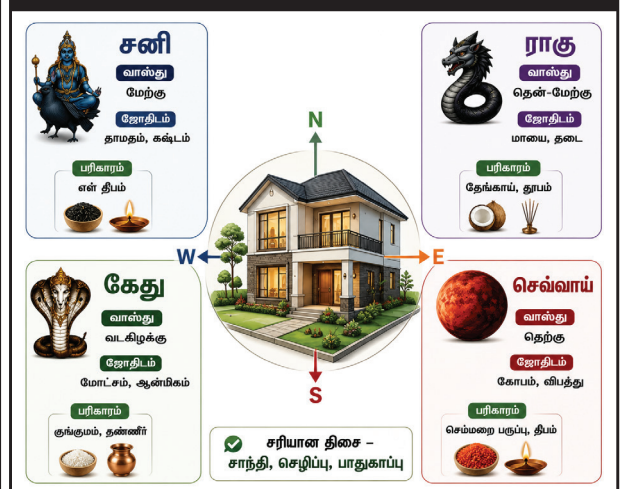 சனி
வாஸ்து
மேற்கு
ஜோதிடம்
தாமதம், கஷ்டம்
பரிகாரம்
எள் தீபம்
ராகு
வாஸ்து
தென்-மேற்கு
ஜோதிடம்
மாயை, தடை
பரிகாரம்
தேங்காய், தூபம்
N
W
E
S
கேது
வாஸ்து
வடகிழக்கு
ஜோதிடம்
மோட்சம், ஆன்மிகம்
பரிகாரம்
குங்குமம், தண்ணீர்
செவ்வாய்
வாஸ்து
தெற்கு
ஜோதிடம்
கோபம், விபத்து
பரிகாரம்
செம்மறை பருப்பு, தீபம்
சரியான திசை –
சாந்தி, செழிப்பு, பாதுகாப்பு